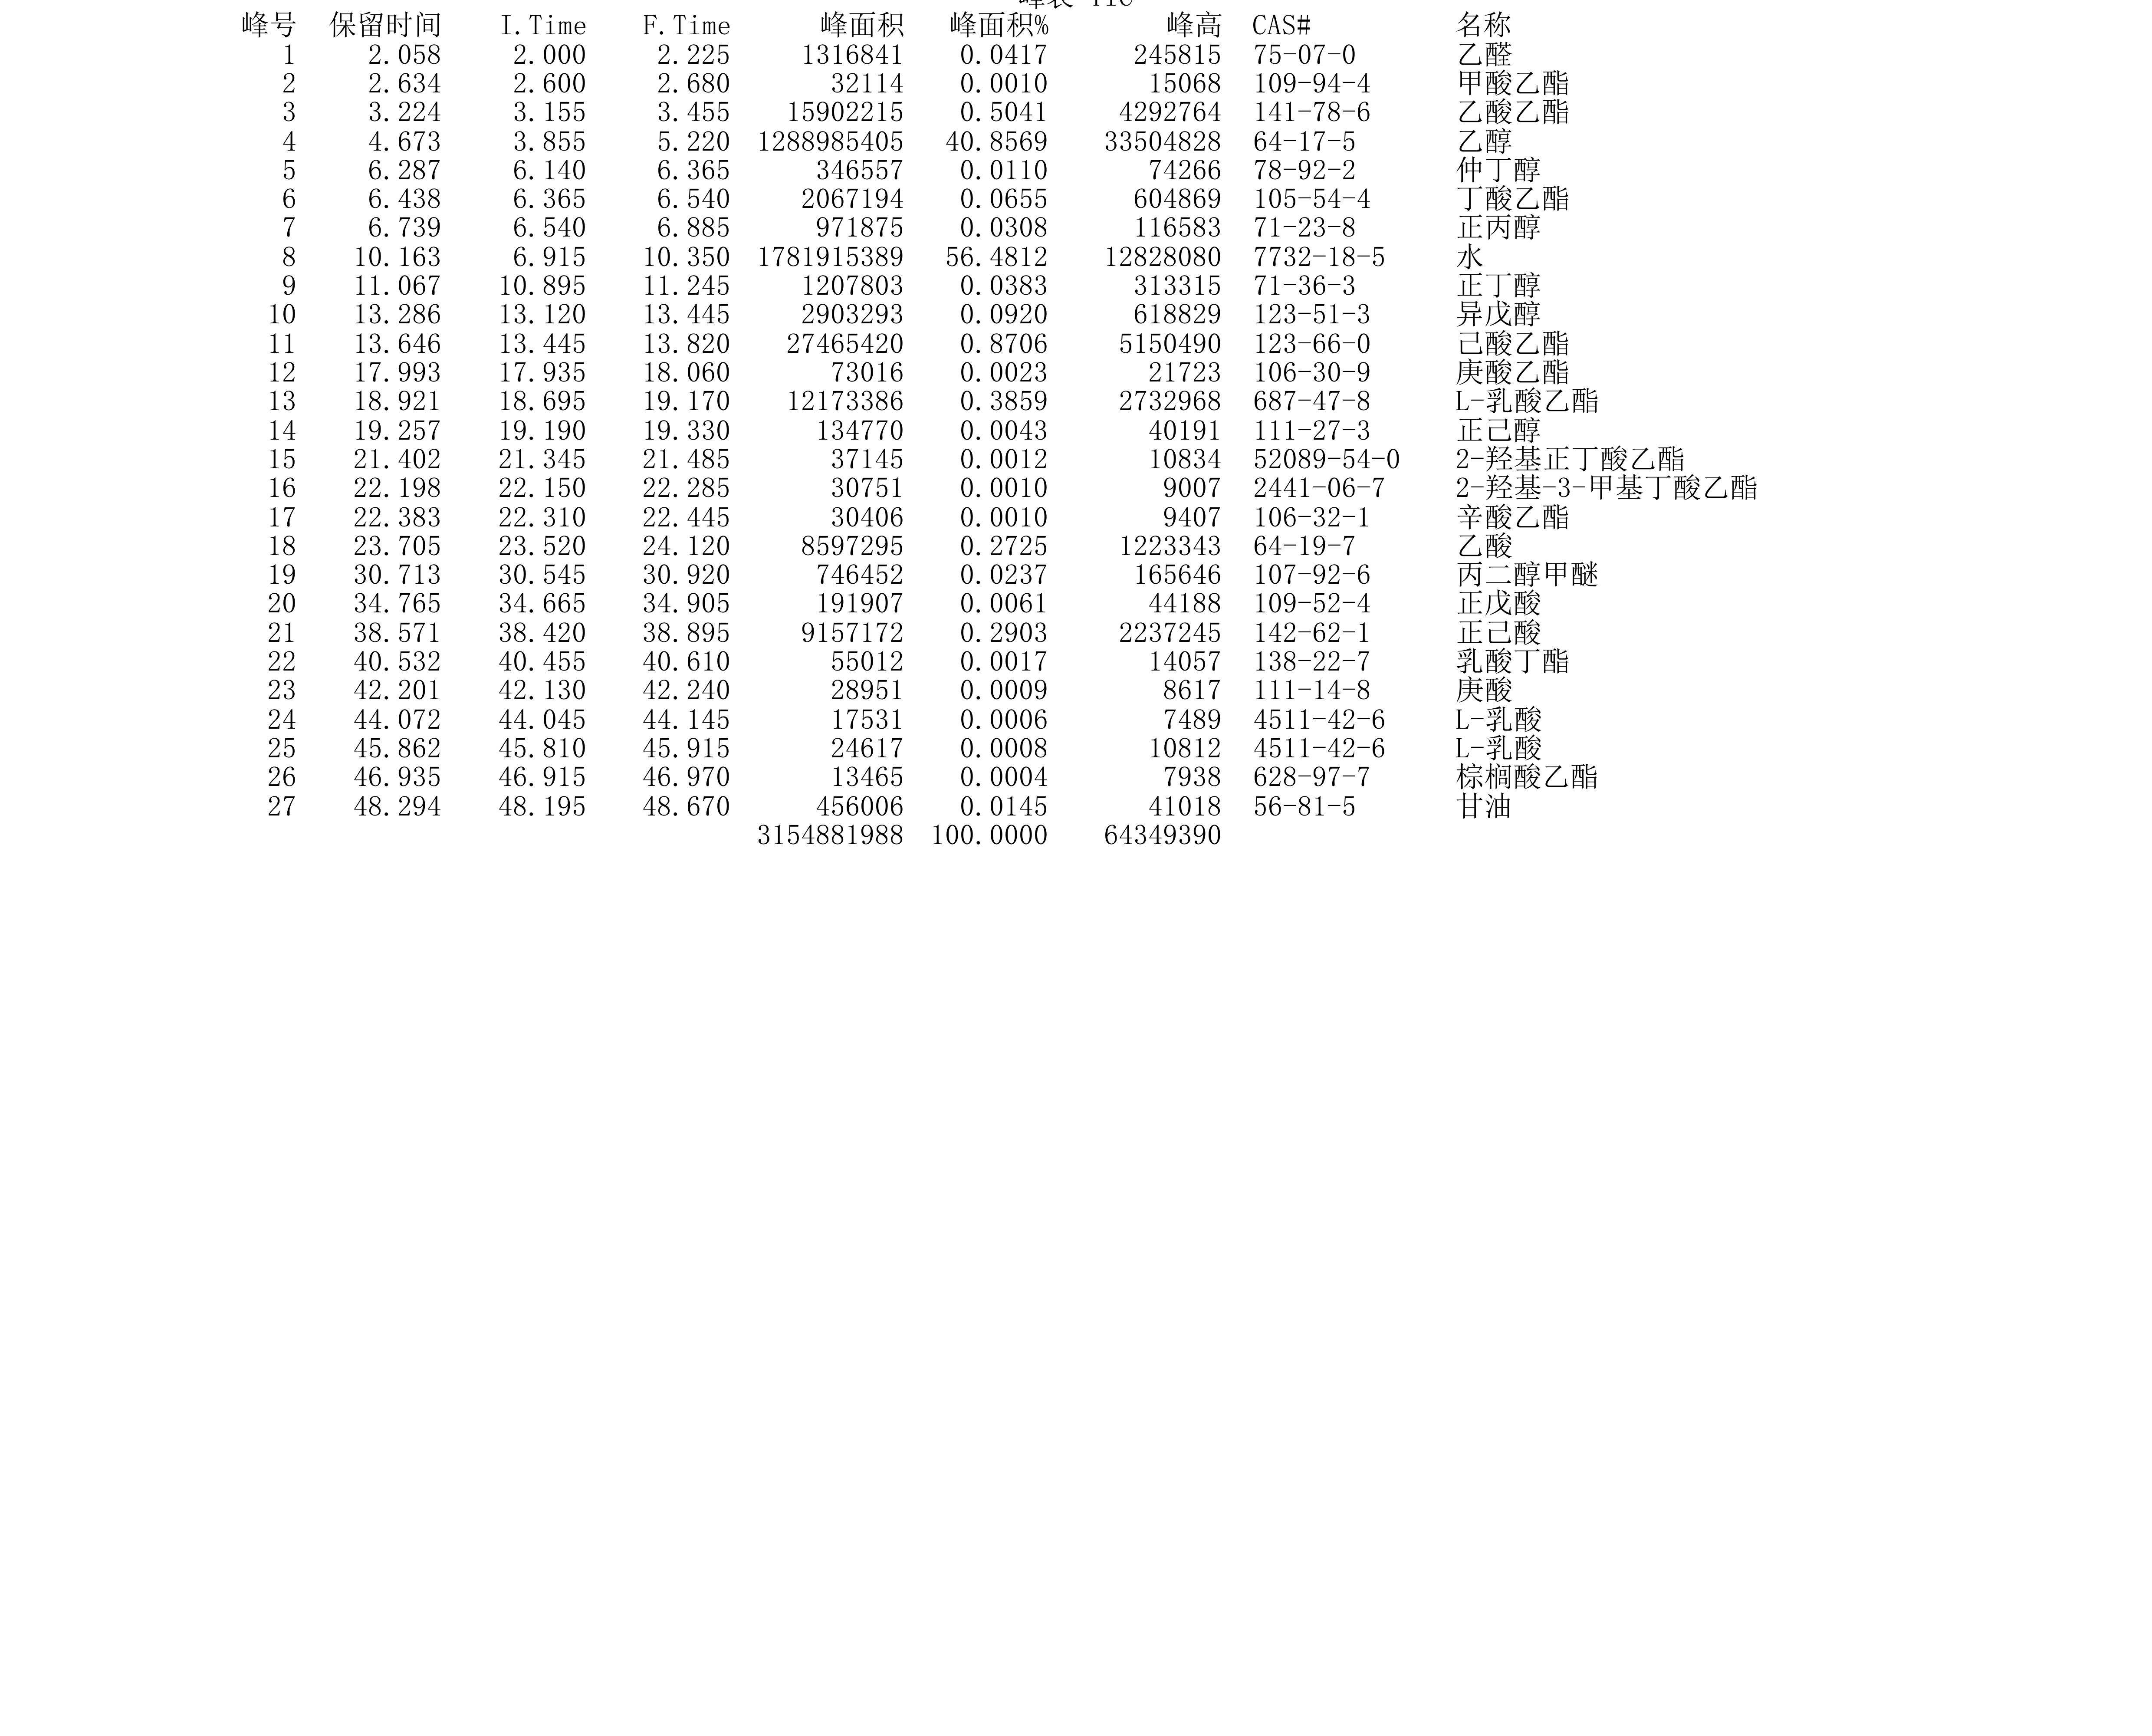 峰表 TIC
峰号 保留时间 I.Time F.Time 峰面积 峰面积% 峰高 CAS# 名称
1 2.058 2.000 2.225 1316841 0.0417 245815 75-07-0 乙醛
2 2.634 2.600 2.680 32114 0.0010 15068 109-94-4 甲酸乙酯
3 3.224 3.155 3.455 15902215 0.5041 4292764 141-78-6 乙酸乙酯
4 4.673 3.855 5.220 1288985405 40.8569 33504828 64-17-5 乙醇
5 6.287 6.140 6.365 346557 0.0110 74266 78-92-2 仲丁醇
6 6.438 6.365 6.540 2067194 0.0655 604869 105-54-4 丁酸乙酯
7 6.739 6.540 6.885 971875 0.0308 116583 71-23-8 正丙醇
8 10.163 6.915 10.350 1781915389 56.4812 12828080 7732-18-5 水
9 11.067 10.895 11.245 1207803 0.0383 313315 71-36-3 正丁醇
10 13.286 13.120 13.445 2903293 0.0920 618829 123-51-3 异戊醇
11 13.646 13.445 13.820 27465420 0.8706 5150490 123-66-0 己酸乙酯
12 17.993 17.935 18.060 73016 0.0023 21723 106-30-9 庚酸乙酯
13 18.921 18.695 19.170 12173386 0.3859 2732968 687-47-8 L-乳酸乙酯
14 19.257 19.190 19.330 134770 0.0043 40191 111-27-3 正己醇
15 21.402 21.345 21.485 37145 0.0012 10834 52089-54-0 2-羟基正丁酸乙酯
16 22.198 22.150 22.285 30751 0.0010 9007 2441-06-7 2-羟基-3-甲基丁酸乙酯
17 22.383 22.310 22.445 30406 0.0010 9407 106-32-1 辛酸乙酯
18 23.705 23.520 24.120 8597295 0.2725 1223343 64-19-7 乙酸
19 30.713 30.545 30.920 746452 0.0237 165646 107-92-6 丙二醇甲醚
20 34.765 34.665 34.905 191907 0.0061 44188 109-52-4 正戊酸
21 38.571 38.420 38.895 9157172 0.2903 2237245 142-62-1 正己酸
22 40.532 40.455 40.610 55012 0.0017 14057 138-22-7 乳酸丁酯
23 42.201 42.130 42.240 28951 0.0009 8617 111-14-8 庚酸
24 44.072 44.045 44.145 17531 0.0006 7489 4511-42-6 L-乳酸
25 45.862 45.810 45.915 24617 0.0008 10812 4511-42-6 L-乳酸
26 46.935 46.915 46.970 13465 0.0004 7938 628-97-7 棕榈酸乙酯
27 48.294 48.195 48.670 456006 0.0145 41018 56-81-5 甘油
3154881988 100.0000 64349390